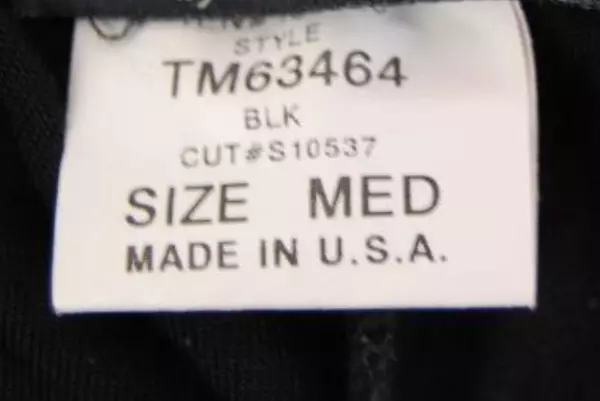 STYLE
TM63464
BLK
CUT#S10537
SIZE MED
MADE IN U.S.A.